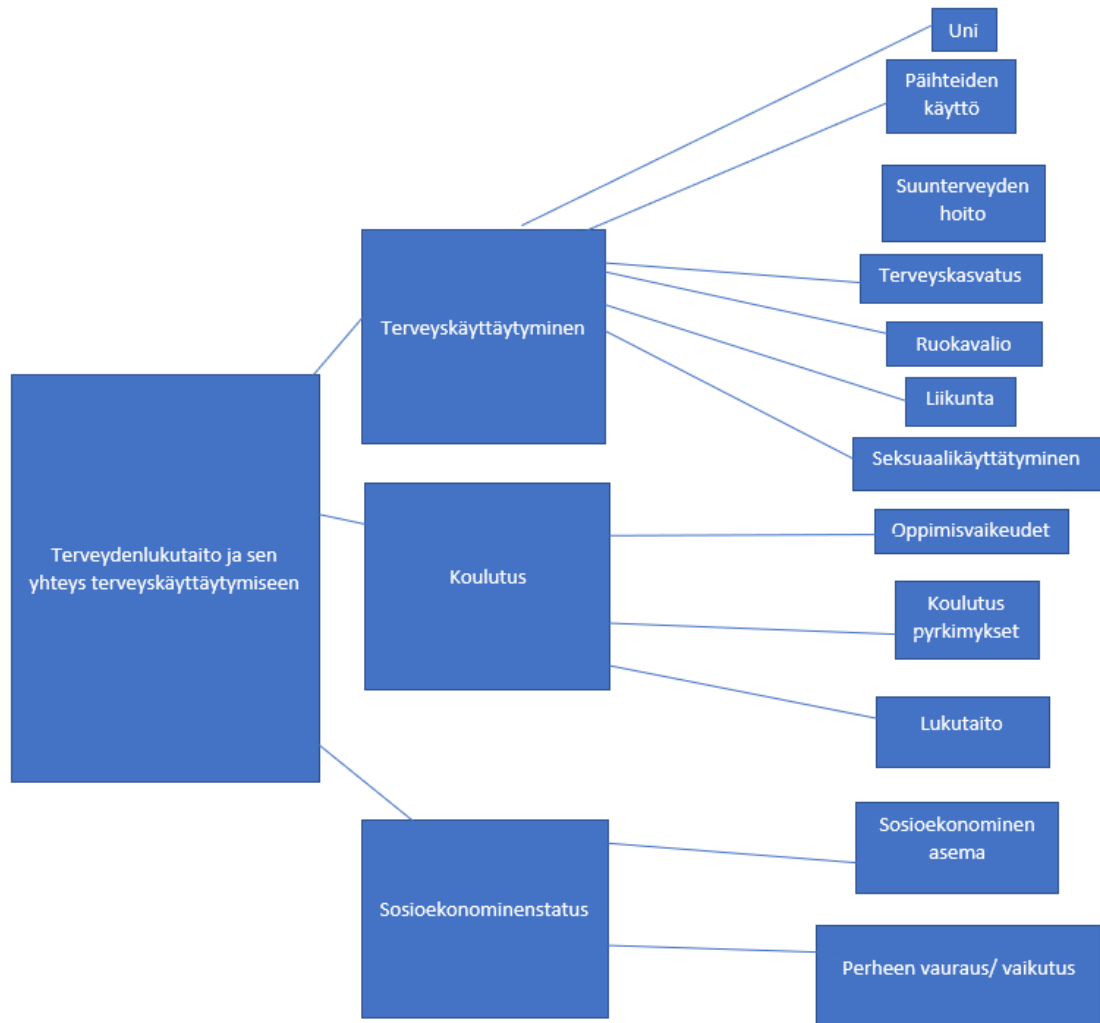 Uni
Päihteiden
käyttö
Suunterveyden
hoito
Terveyskäyttäytyminen
Terveyskasvatus
Ruokavalio
Liikunta
Seksuaalikäyttätyminen
Terveydenlukutaito ja sen
yhteys terveyskäyttäytymiseen
Koulutus
Oppimisvaikeudet
Koulutus
pyrkimykset
Lukutaito
Sosioekonominenstatus
Sosioekonominen
asema
Perheen vauraus/ vaikutus